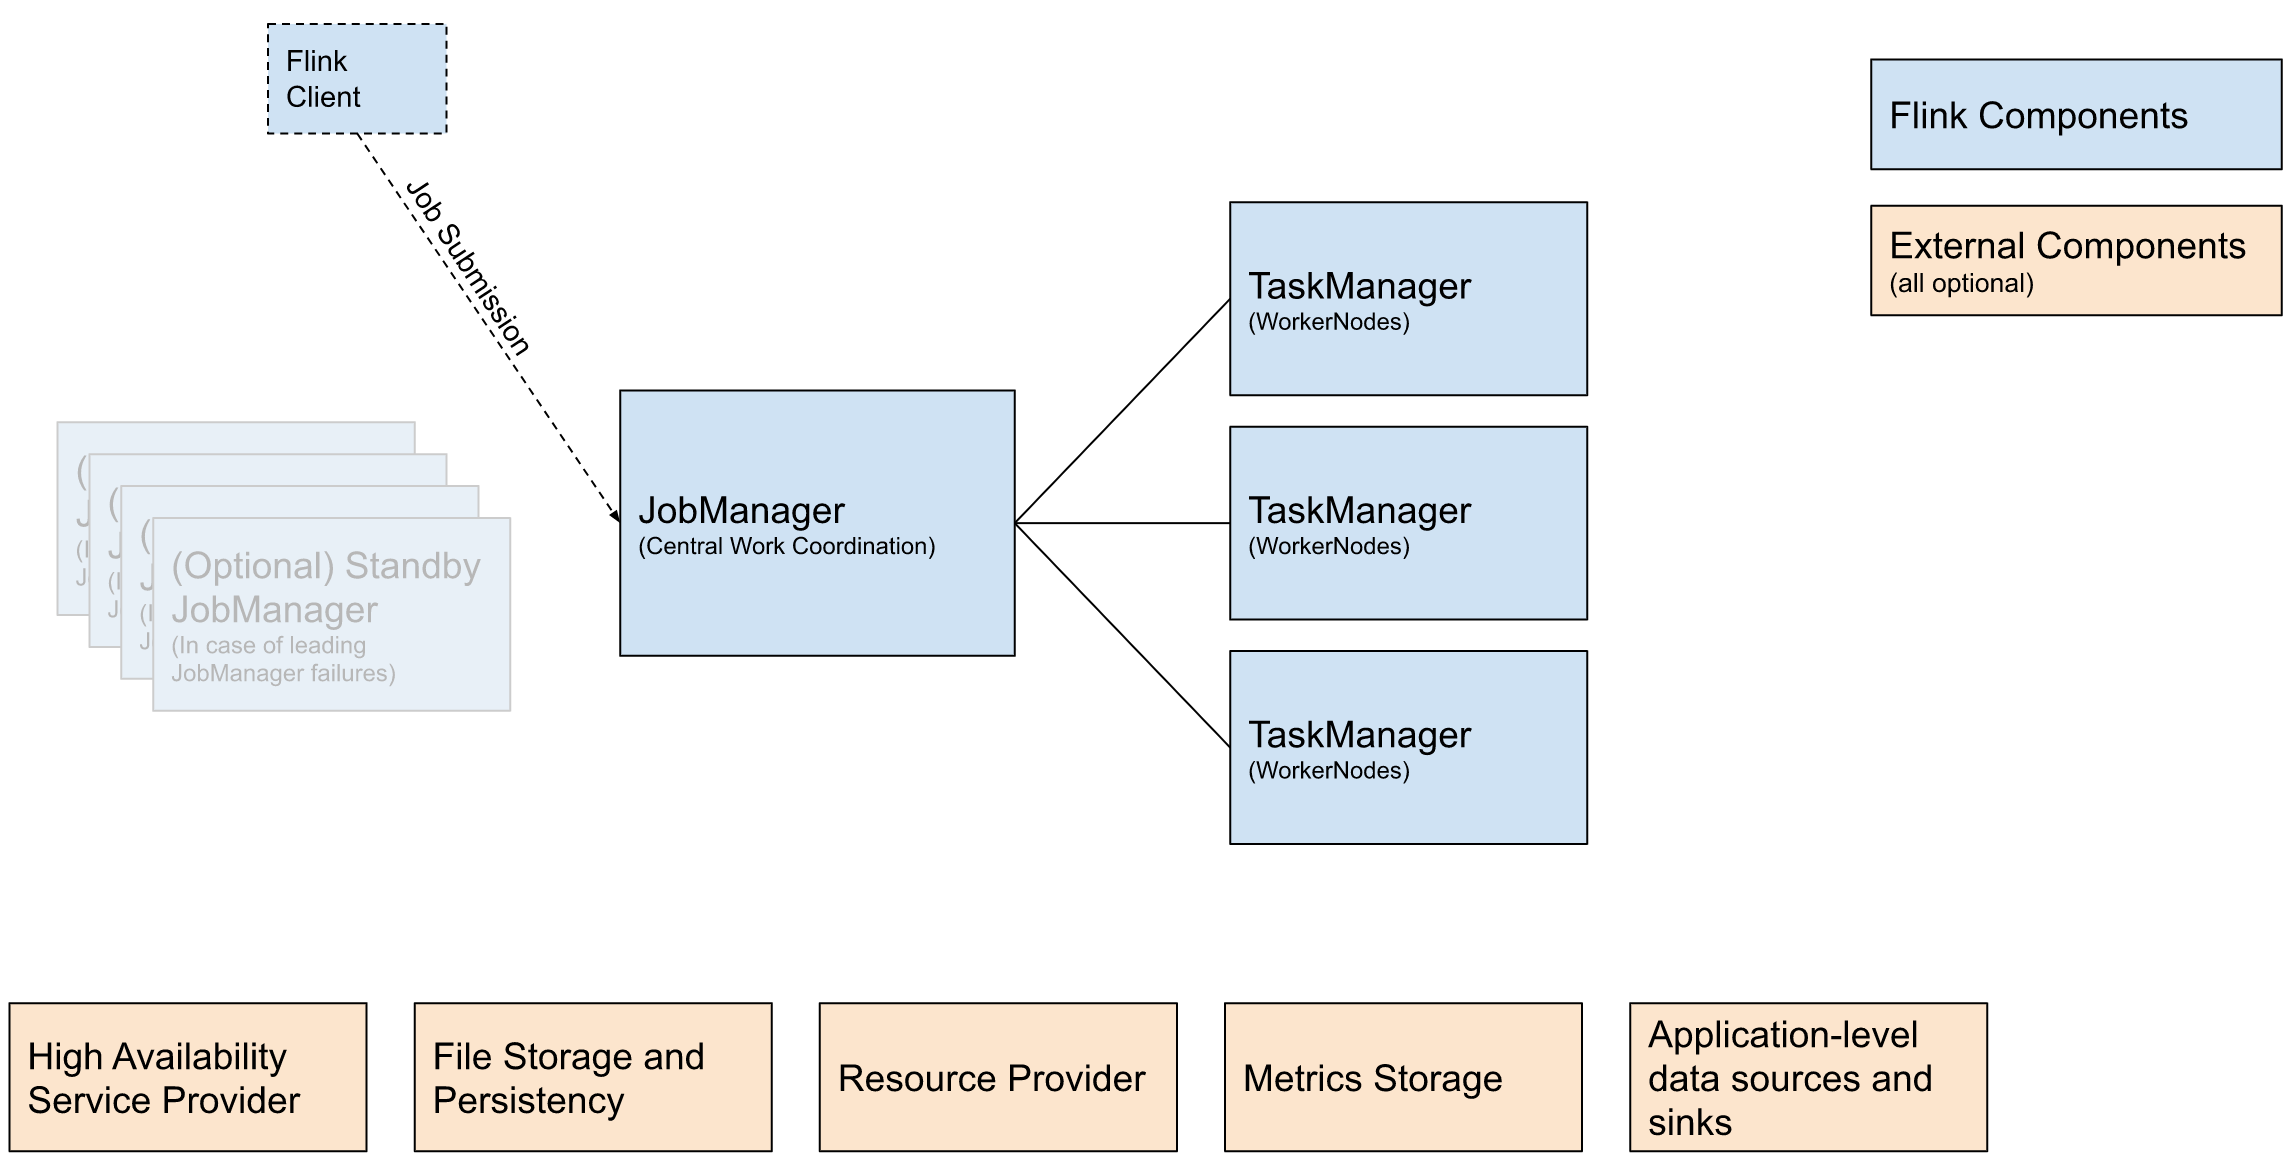 Flink
Client
Job Submission
Flink Components
External Components
(all optional)
TaskManager
(WorkerNodes)
JobManager
(Central Work Coordination)
TaskManager
(WorkerNodes)
TaskManager
(WorkerNodes)
(Optional) Standby
JobManager
(In case of leading
JobManager failures)
High Availability
Service Provider
File Storage and
Persistency
Resource Provider
Metrics Storage
Application-level
data sources and
sinks